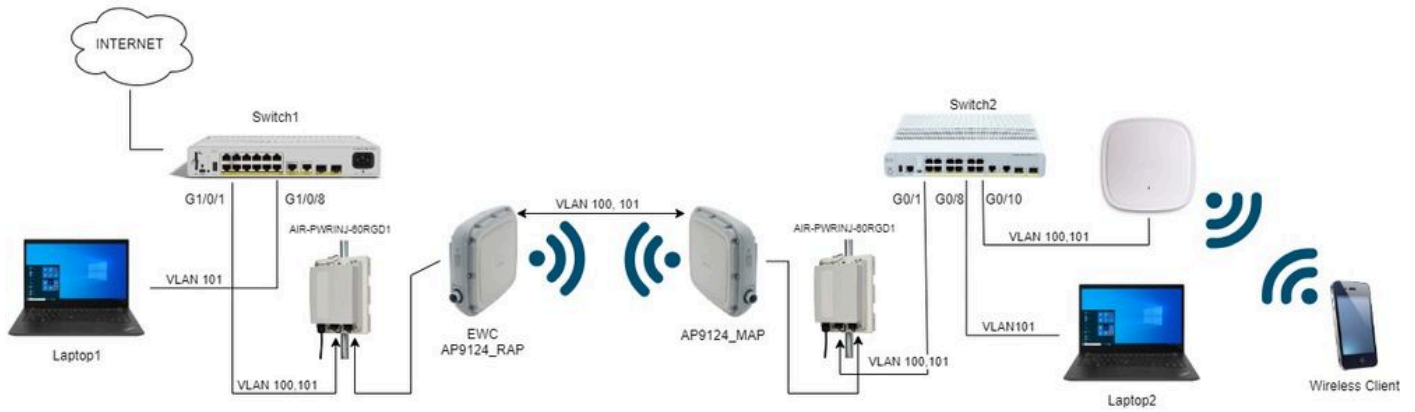 INTERNET
Switch1
G1/0/1
G1/0/8
VLAN 101
Laptop1
VLAN 100,101
AIR-PWRINJ-60RGD1
EWC
AP9124_RAP
VLAN 100, 101
AP9124_MAP
AIR-PWRINJ-60RGD1
VLAN 100,101
Switch2
G0/1
G0/8
G0/10
VLAN 100,101
VLAN101
Laptop2
Wireless Client